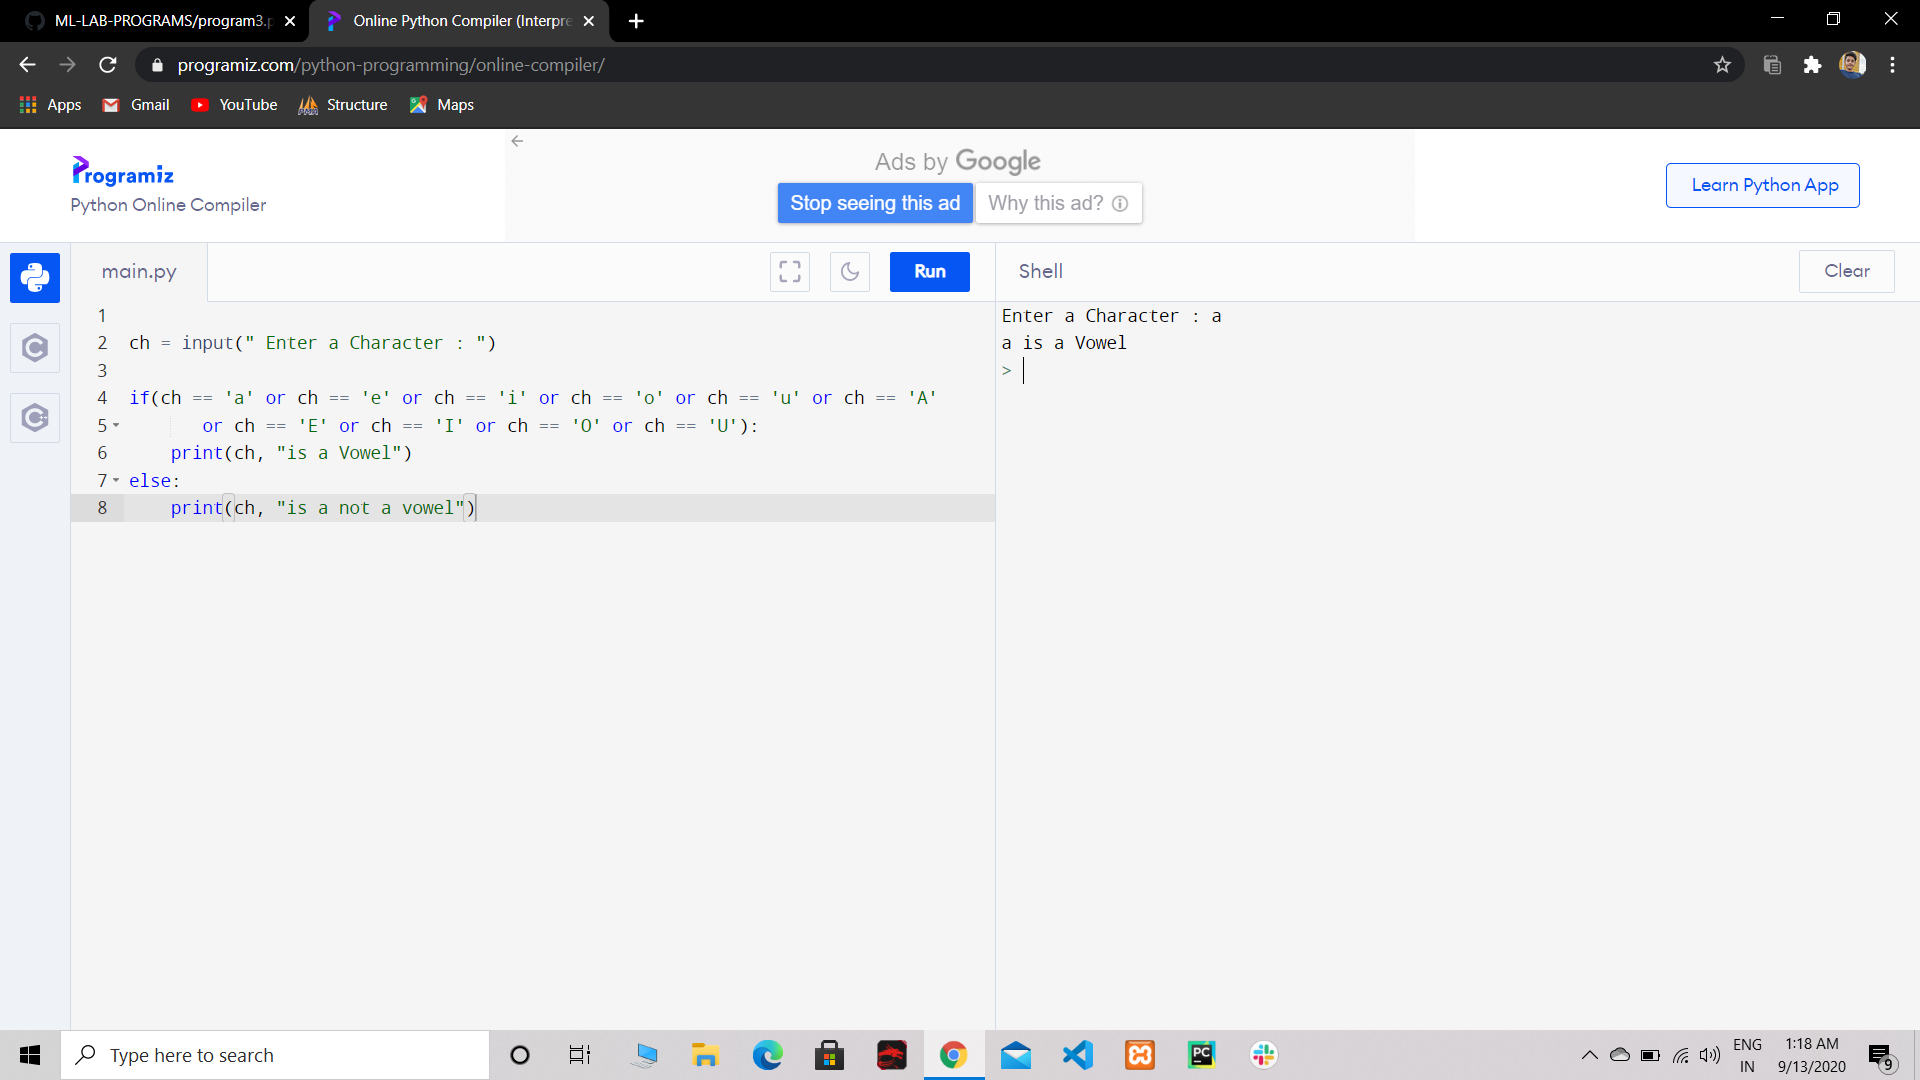 ML-LAB-PROGRAMS/program3.p
Online Python Compiler (Interpre
programiz.com/python-programming/online-compiler/
Apps Gmail YouTube Structure Maps
Programiz
Python Online Compiler
Ads by Google
Stop seeing this ad Why this ad?
Learn Python App
main.py
Run
Shell
Clear
1
2 ch = input(" Enter a Character : ")
3
4 if(ch == 'a' or ch == 'e' or ch == 'i' or ch == 'o' or ch == 'u' or ch == 'A'
5 or ch == 'E' or ch == 'I' or ch == 'O' or ch == 'U'):
6 print(ch, "is a Vowel")
7 else:
8 print(ch, "is a not a vowel")
Enter a Character : a
a is a Vowel
>
Type here to search
PC
ENG
IN
1:18 AM
9/13/2020
9